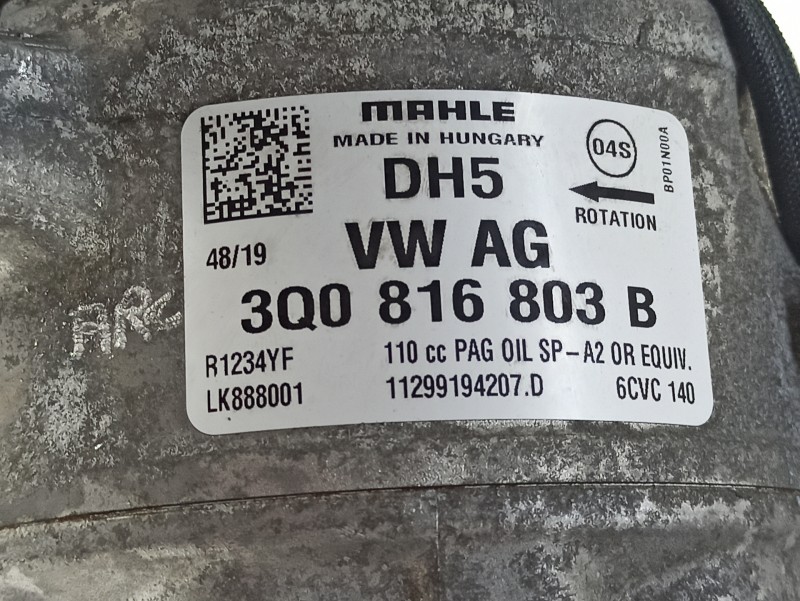 MAHLE
MADE IN HUNGARY
DH5
04S
ROTATION
BP01N00A
48/19
VW AG
3Q0 816 803 B
R1234YF
110 cc PAG OIL SP-A2 OR EQUIV.
LK888001
11299194207.D
6CVC 140